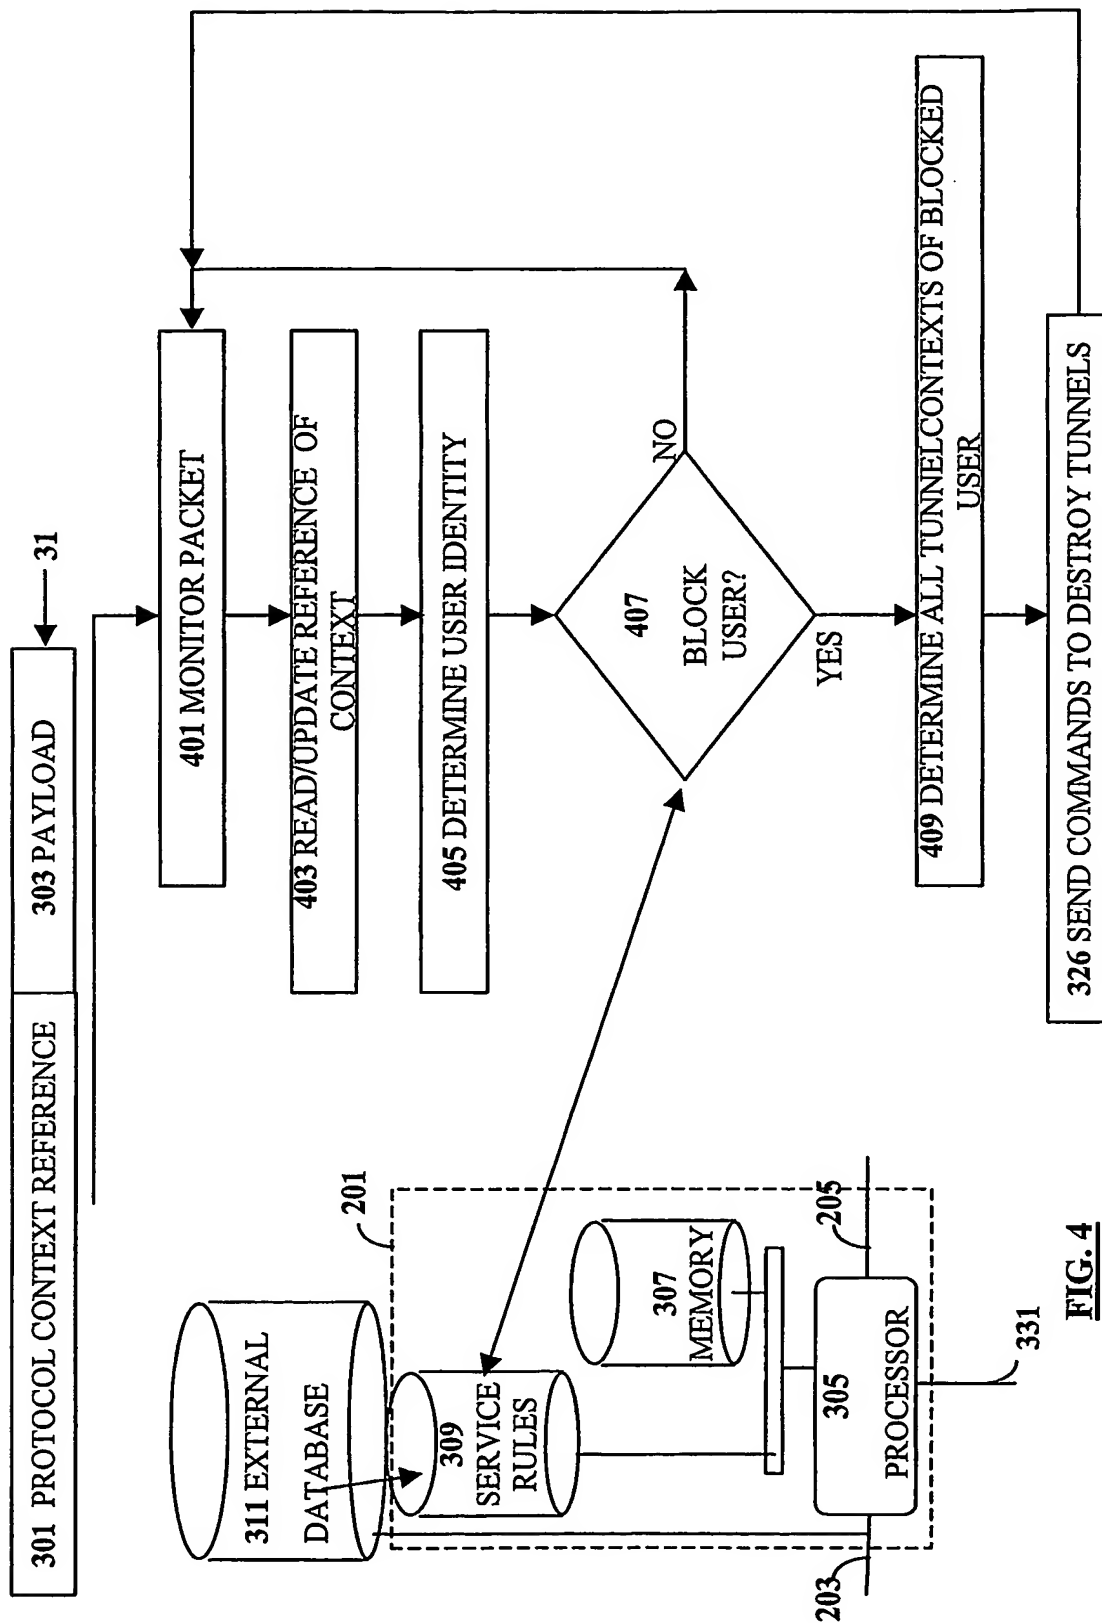 301 PROTOCOL CONTEXT REFERENCE
303 PAYLOAD
31
401 MONITOR PACKET
403 READ/UPDATE REFERENCE OF
CONTEXT
405 DETERMINE USER IDENTITY
407
BLOCK
USER?
NO
YES
409 DETERMINE ALL TUNNELCONTEXTS OF BLOCKED
USER
326 SEND COMMANDS TO DESTROY TUNNELS
311 EXTERNAL
DATABASE
201
309
SERVICE
RULES
307
MEMORY
305
PROCESSOR
203
205
331
FIG. 4